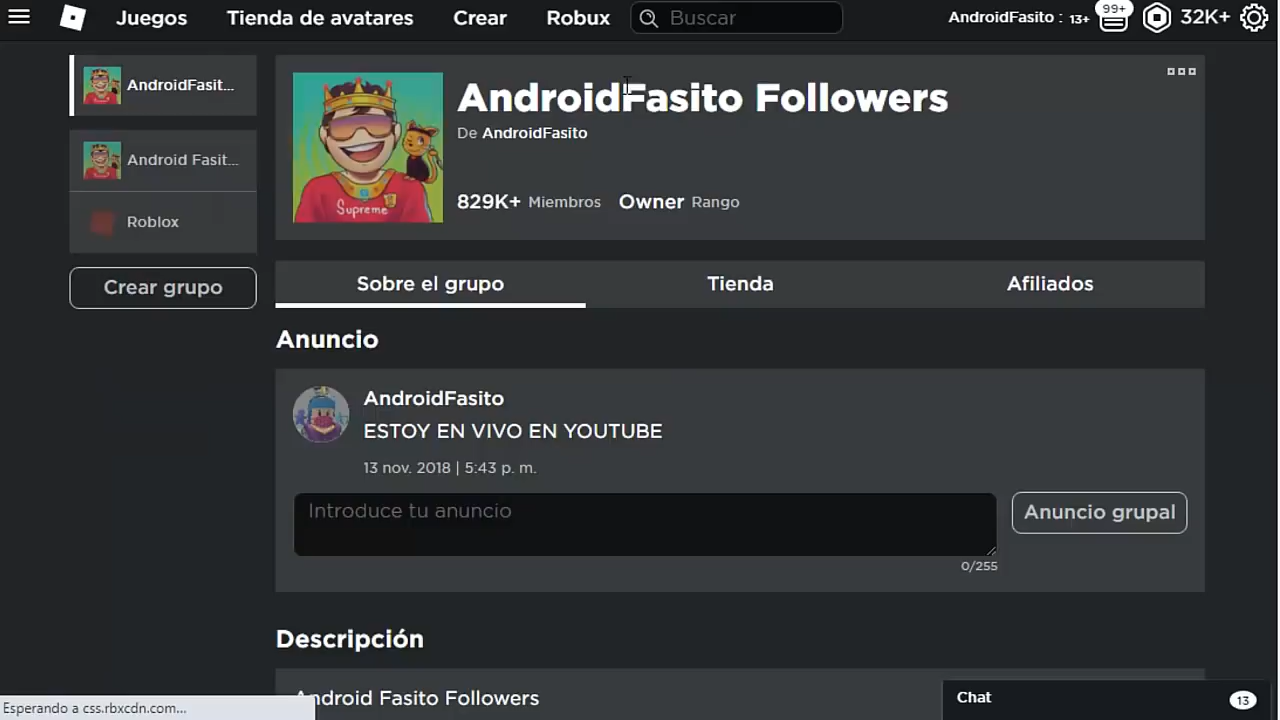 Juegos
Tienda de avatares
Crear
Robux
Buscar
AndroidFasito : 13+
99+
32K+
AndroidFasit...
Android Fasit...
Roblox
Crear grupo
Supreme
AndroidFasito Followers
De AndroidFasito
829K+ Miembros
Owner Rango
Sobre el grupo
Tienda
Afiliados
Anuncio
AndroidFasito
ESTOY EN VIVO EN YOUTUBE
13 nov. 2018 | 5:43 p. m.
Introduce tu anuncio
Anuncio grupal
0/255
Descripción
Android Fasito Followers
Chat
13
Esperando a css.rbxcdn.com...